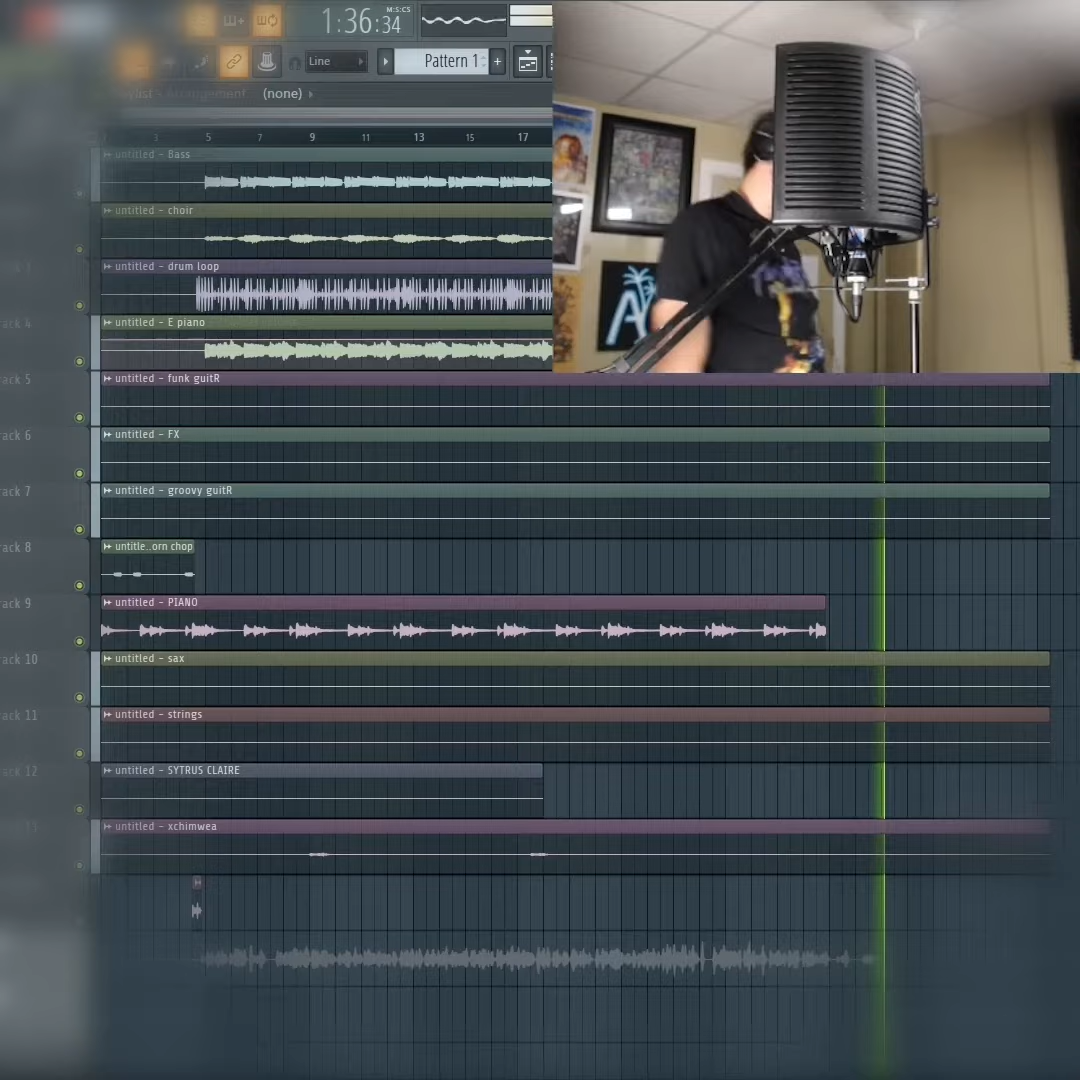 M:S:CS
1:36:34
Line
Pattern 1
+
Playlist - Arrangement (none)
3 5 7 9 11 13 15 17
untitled - Bass
untitled - choir
untitled - drum loop
ack 4
untitled - E piano
ack 5
untitled - funk guitR
ack 6
untitled - FX
ack 7
untitled - groovy guitR
ack 8
untitle..orn chop
ack 9
untitled - PIANO
ack 10
untitled - sax
ack 11
untitled - strings
ack 12
untitled - SYTRUS CLAIRE
untitled - xchimwea